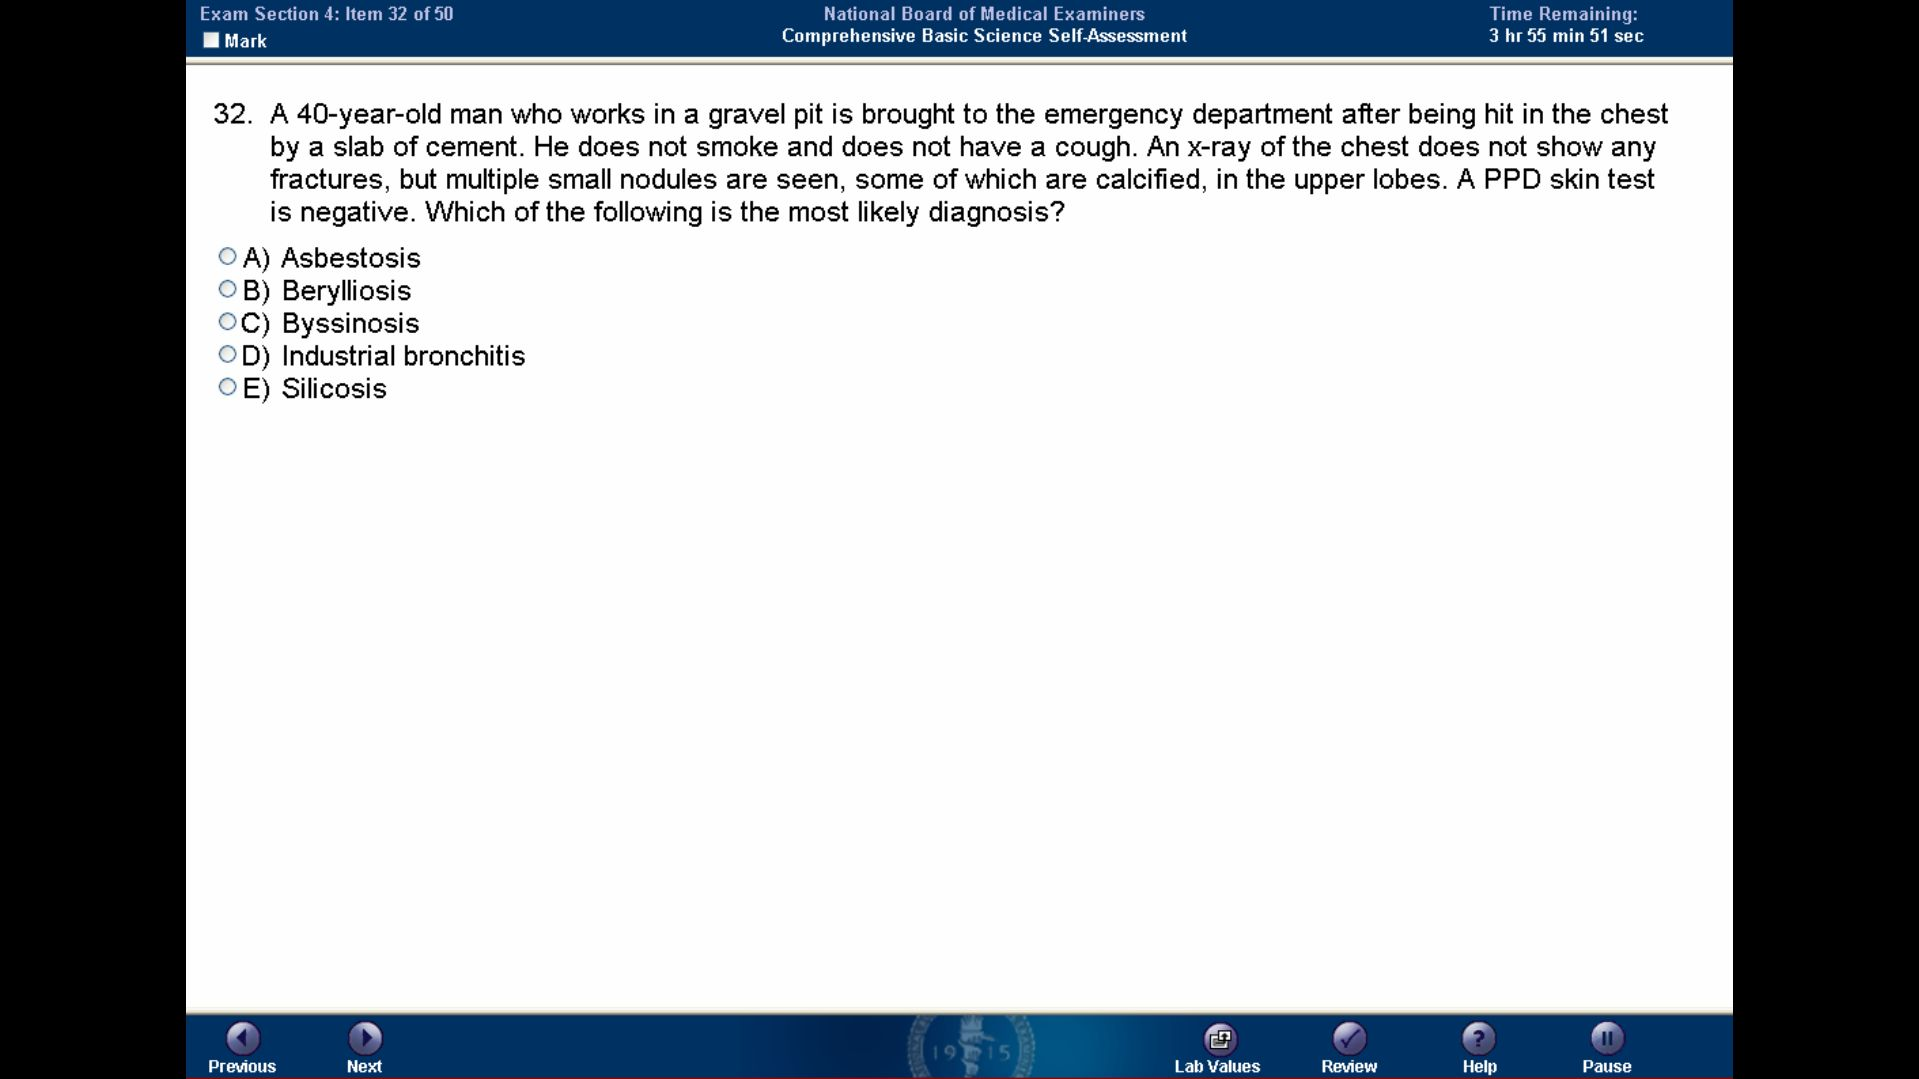 Exam Section 4: Item 32 of 50
National Board of Medical Examiners
Time Remaining:
Mark
Comprehensive Basic Science Self-Assessment
3 hr 55 min 51 sec
32. A 40-year-old man who works in a gravel pit is brought to the emergency department after being hit in the chest
by a slab of cement. He does not smoke and does not have a cough. An x-ray of the chest does not show any
fractures, but multiple small nodules are seen, some of which are calcified, in the upper lobes. A PPD skin test
is negative. Which of the following is the most likely diagnosis?
A) Asbestosis
B) Berylliosis
C) Byssinosis
D) Industrial bronchitis
E) Silicosis
1915
Previous
Next
Lab Values
Review
Help
Pause